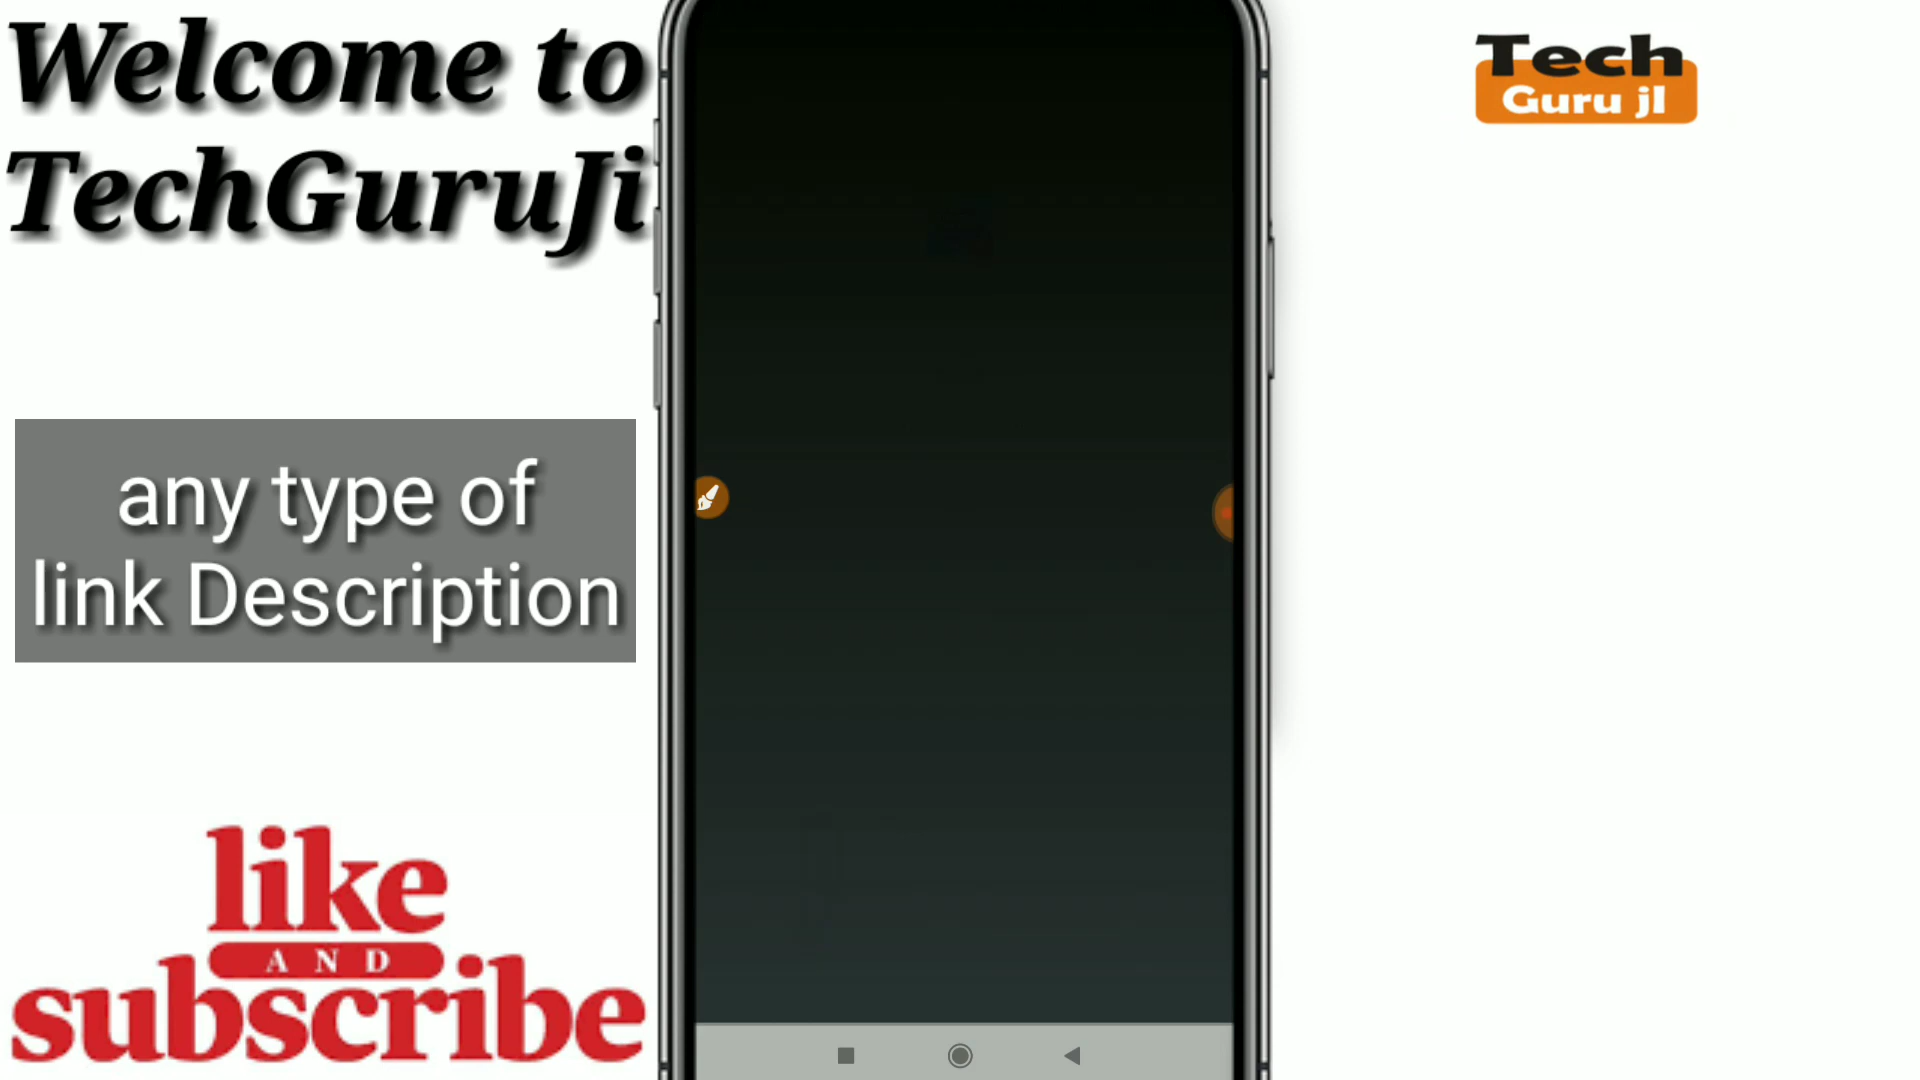 Welcome to
TechGuruJi
Tech
Guru jI
any type of
link Description
like
AND
subscribe